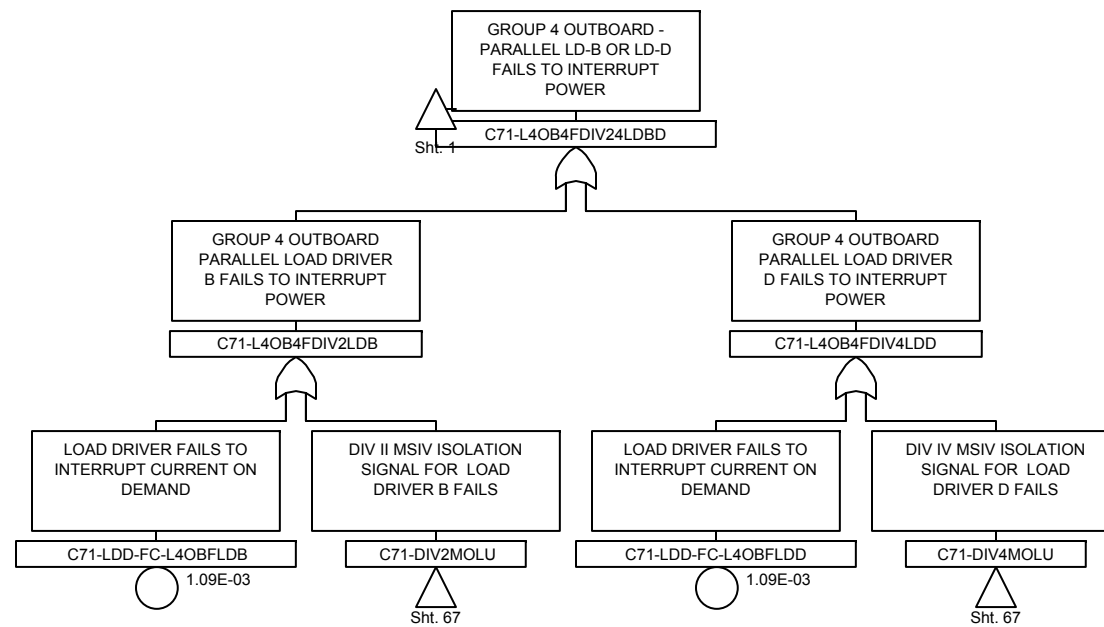 GROUP 4 OUTBOARD -
PARALLEL LD-B OR LD-D
FAILS TO INTERRUPT
POWER
C71-L4OB4FDIV24LDBD
Sht. 1
GROUP 4 OUTBOARD
PARALLEL LOAD DRIVER
B FAILS TO INTERRUPT
POWER
C71-L4OB4FDIV2LDB
GROUP 4 OUTBOARD
PARALLEL LOAD DRIVER
D FAILS TO INTERRUPT
POWER
C71-L4OB4FDIV4LDD
LOAD DRIVER FAILS TO
INTERRUPT CURRENT ON
DEMAND
C71-LDD-FC-L4OBFLDB
1.09E-03
DIV II MSIV ISOLATION
SIGNAL FOR LOAD
DRIVER B FAILS
C71-DIV2MOLU
Sht. 67
LOAD DRIVER FAILS TO
INTERRUPT CURRENT ON
DEMAND
C71-LDD-FC-L4OBFLDD
1.09E-03
DIV IV MSIV ISOLATION
SIGNAL FOR LOAD
DRIVER D FAILS
C71-DIV4MOLU
Sht. 67